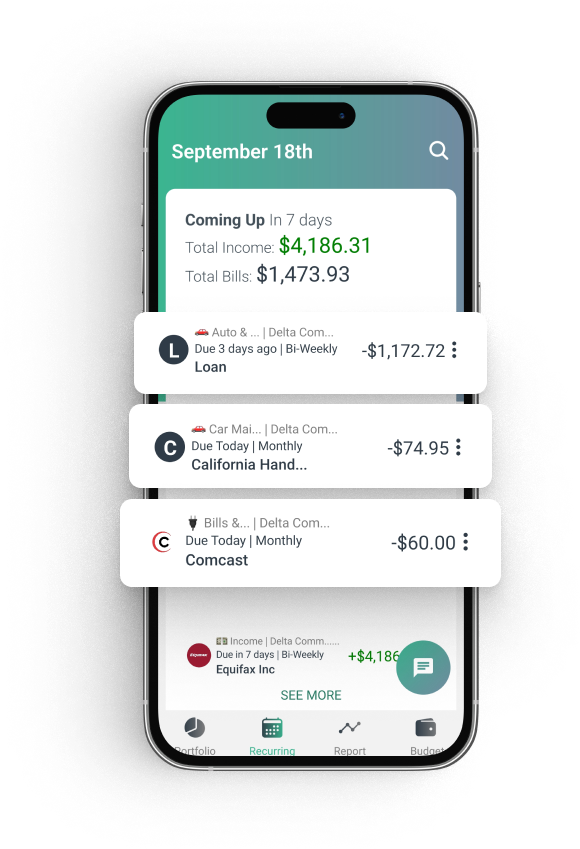 September 18th
Coming Up In 7 days
Total Income: $4,186.31
Total Bills: $1,473.93
Auto & ... | Delta Com...
L
Due 3 days ago | Bi-Weekly
-$1,172.72
Loan
Car Mai... | Delta Com...
C
Due Today | Monthly
-$74.95
California Hand...
Bills &... | Delta Com...
C
Due Today | Monthly
-$60.00
Comcast
Income | Delta Comm......
Due in 7 days | Bi-Weekly
+$4,186
Equifax Inc
SEE MORE
Portfolio Recurring Report Budget